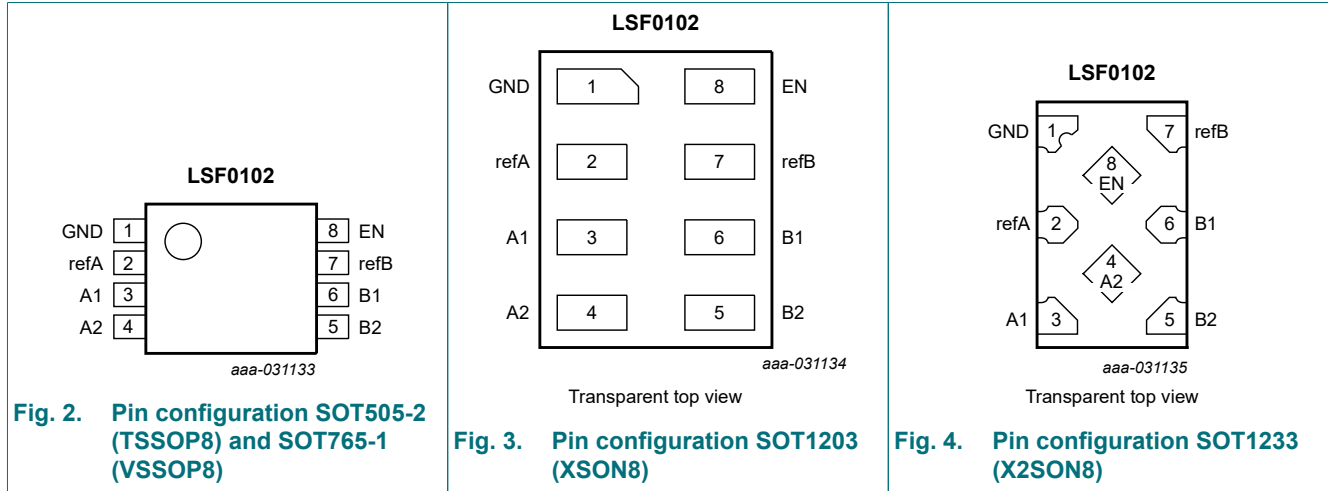 LSF0102
GND 1 8 EN
refA 2 7 refB
A1 3 6 B1
A2 4 5 B2
aaa-031133
Fig. 2. Pin configuration SOT505-2
(TSSOP8) and SOT765-1
(VSSOP8)
LSF0102
GND 1 8 EN
refA 2 7 refB
A1 3 6 B1
A2 4 5 B2
aaa-031134
Transparent top view
Fig. 3. Pin configuration SOT1203
(XSON8)
LSF0102
GND 1 7 refB
8
EN
refA 2 6 B1
4
A2
A1 3 5 B2
aaa-031135
Transparent top view
Fig. 4. Pin configuration SOT1233
(X2SON8)